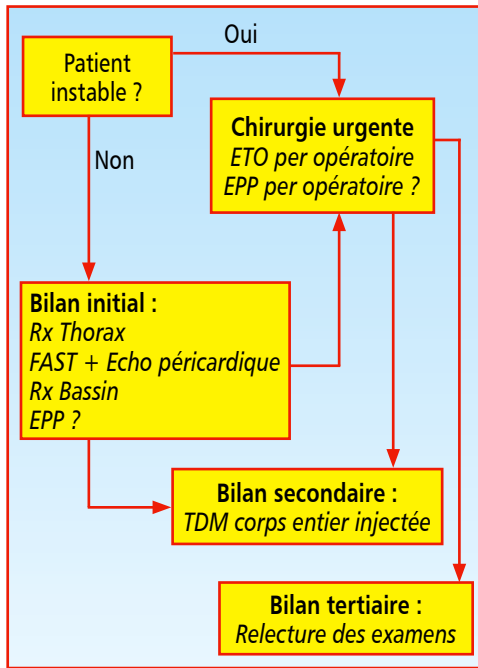 Oui
Patient
instable ?
Chirurgie urgente
ETO per opératoire
EPP per opératoire ?
Non
Bilan initial :
Rx Thorax
FAST + Echo péricardique
Rx Bassin
EPP ?
Bilan secondaire :
TDM corps entier injectée
Bilan tertiaire :
Relecture des examens